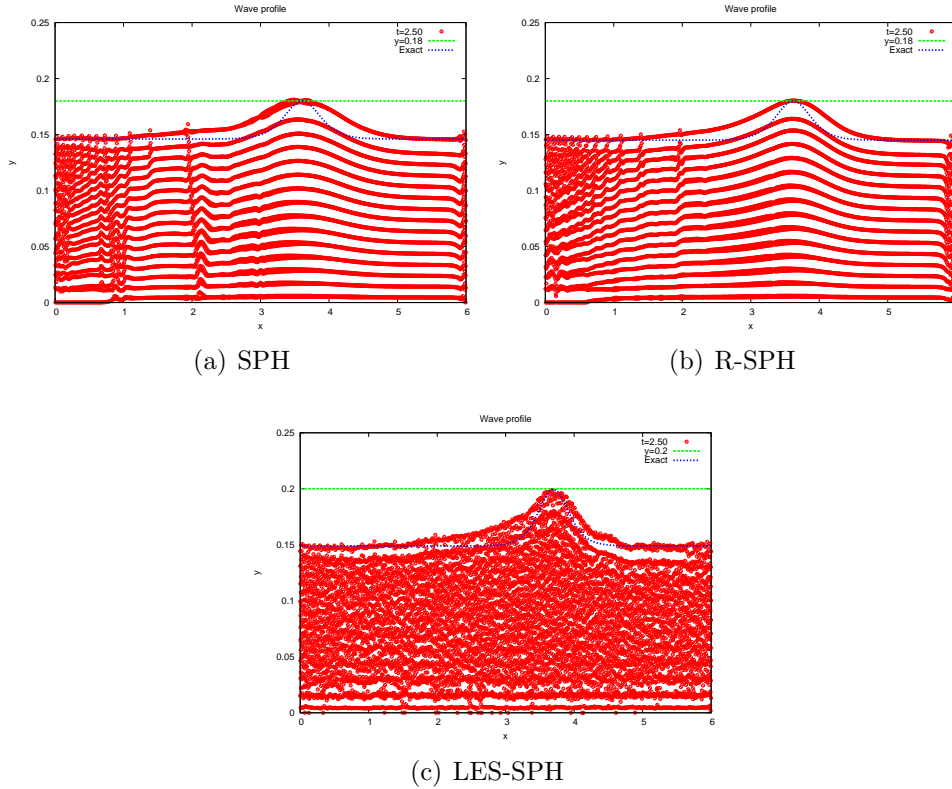 Wave profile
0.25
0.2
0.15
0.1
0.05
0
y
t=2.50
y=0.18
Exact
0 1 2 3 4 5 6
x
(a) SPH
Wave profile
0.25
0.2
0.15
0.1
0.05
0
y
t=2.50
y=0.18
Exact
0 1 2 3 4 5
x
(b) R-SPH
Wave profile
0.25
0.2
0.15
0.1
0.05
0
y
t=2.50
y=0.2
Exact
0 1 2 3 4 5 6
x
(c) LES-SPH